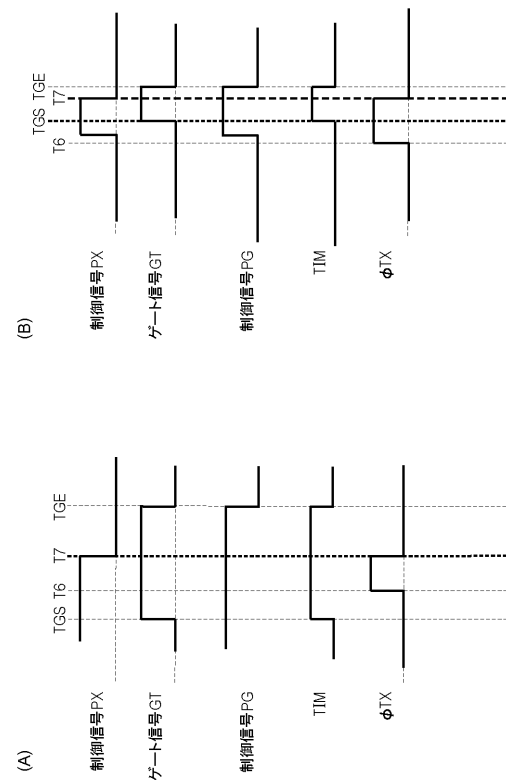 (A)
TGS T6 T7 TGE
制御信号PX
ゲート信号GT
制御信号PG
TIM
ϕTX
(B)
T6 TGS T7 TGE
制御信号PX
ゲート信号GT
制御信号PG
TIM
ϕTX